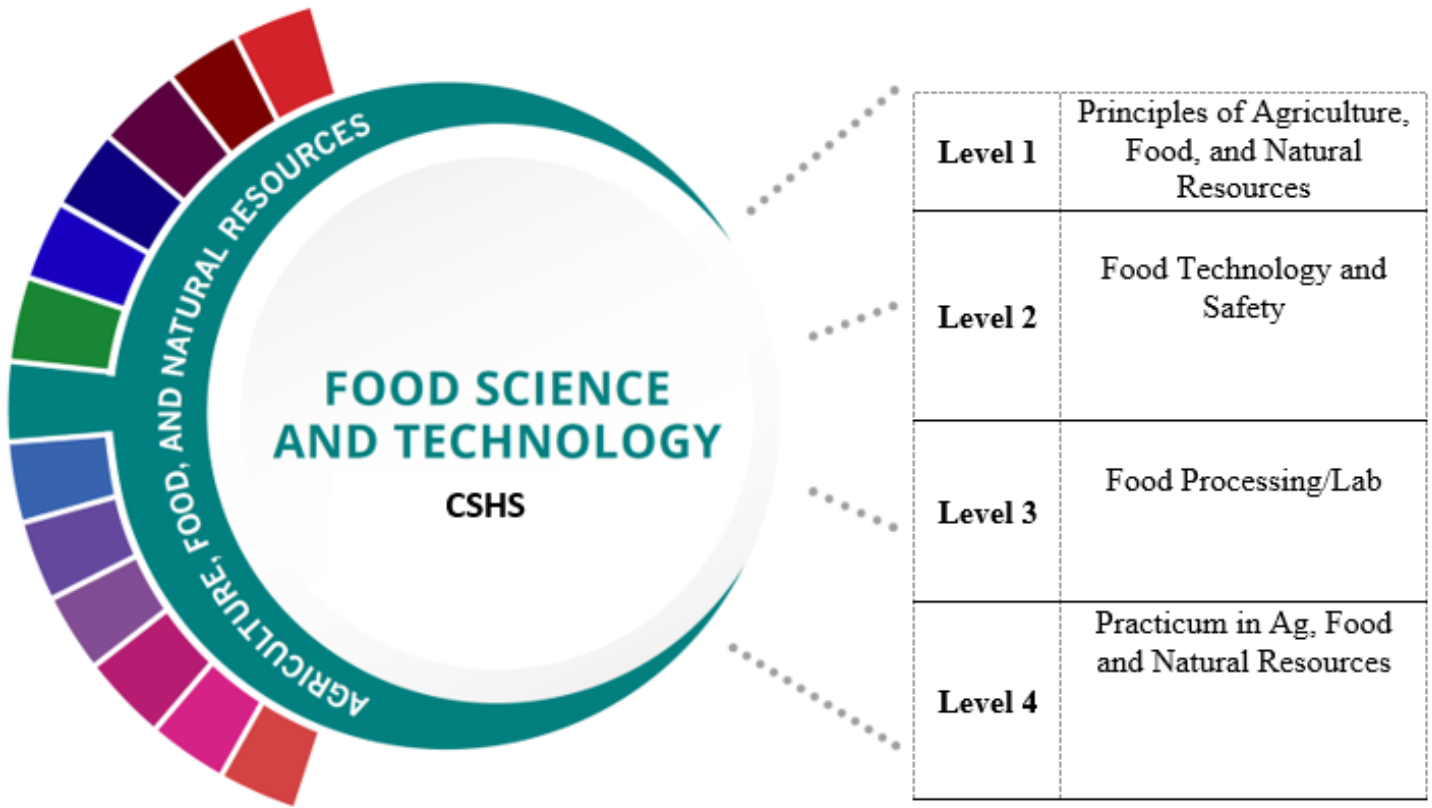 AGRICULTURE, FOOD, AND NATURAL RESOURCES
FOOD SCIENCE
AND TECHNOLOGY
CSHS
Level 1
Principles of Agriculture,
Food, and Natural
Resources
Level 2
Food Technology and
Safety
Level 3
Food Processing/Lab
Level 4
Practicum in Ag, Food
and Natural Resources